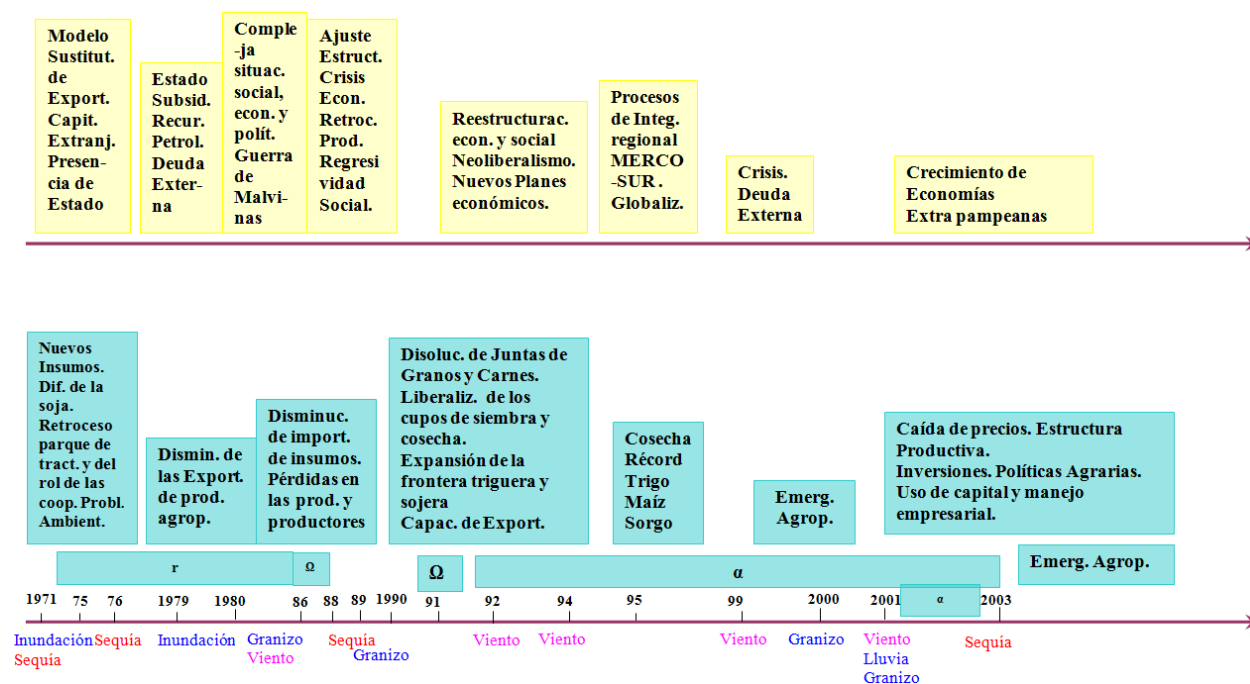 Modelo
Sustitut.
de
Export.
Capit.
Extranj.
Presen-
cia de
Estado
Estado
Subsid.
Recur.
Petrol.
Deuda
Exter-
na
Comple
-ja
situac.
social,
econ. y
polít.
Guerra
de
Malvi-
nas
Ajuste
Estruct.
Crisis
Econ.
Retroc.
Prod.
Regresi
vidad
Social.
Reestructurac.
econ. y social
Neoliberalismo.
Nuevos Planes
económicos.
Procesos
de Integ.
regional
MERCO
-SUR .
Globaliz.
Crisis.
Deuda
Externa
Crecimiento de
Economías
Extra pampeanas
Nuevos
Insumos.
Dif. de la
soja.
Retroceso
parque de
tract. y del
rol de las
coop. Probl.
Ambient.
Dismin. de
las Export.
de prod.
agrop.
Disminuc.
de import.
de insumos.
Pérdidas en
las prod. y
productores
Disoluc. de Juntas de
Granos y Carnes.
Liberaliz. de los
cupos de siembra y
cosecha.
Expansión de la
frontera triguera y
sojera
Capac. de Export.
Cosecha
Récord
Trigo
Maíz
Sorgo
Emerg.
Agrop.
Caída de precios. Estructura
Productiva.
Inversiones. Políticas Agrarias.
Uso de capital y manejo
empresarial.
Emerg. Agrop.
r
Ω
Ω
α
α
1971 75 76 1979 1980 86 88 89 1990 91 92 94 95 99 2000 2001 2003
Inundación
Sequía
Sequía
Inundación
Granizo
Viento
Sequía
Granizo
Viento
Viento
Viento
Granizo
Viento
Lluvia
Granizo
Sequía